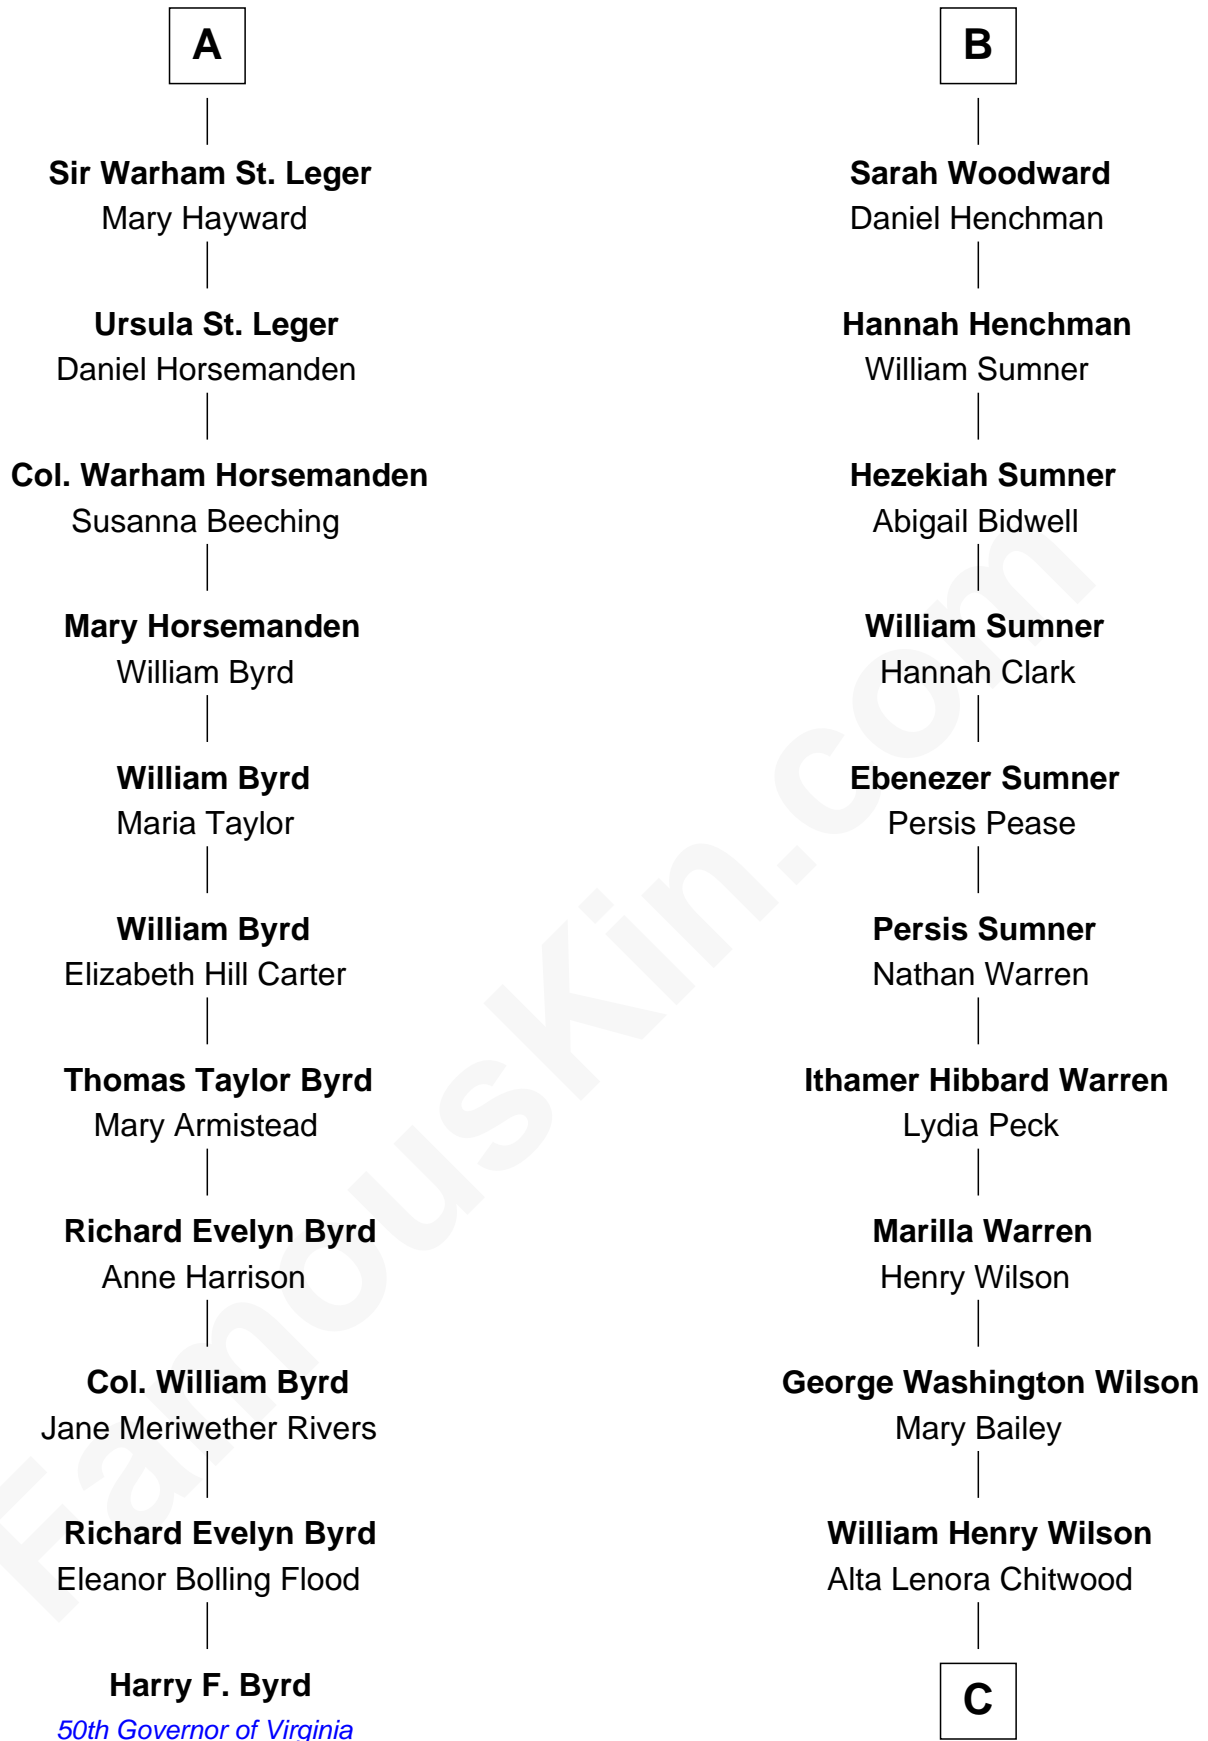 A
Sir Warham St. Leger
Mary Hayward
Ursula St. Leger
Daniel Horsemanden
Col. Warham Horsemanden
Susanna Beeching
Mary Horsemanden
William Byrd
William Byrd
Maria Taylor
William Byrd
Elizabeth Hill Carter
Thomas Taylor Byrd
Mary Armistead
Richard Evelyn Byrd
Anne Harrison
Col. William Byrd
Jane Meriwether Rivers
Richard Evelyn Byrd
Eleanor Bolling Flood
Harry F. Byrd
50th Governor of Virginia
B
Sarah Woodward
Daniel Henchman
Hannah Henchman
William Sumner
Hezekiah Sumner
Abigail Bidwell
William Sumner
Hannah Clark
Ebenezer Sumner
Persis Pease
Persis Sumner
Nathan Warren
Ithamer Hibbard Warren
Lydia Peck
Marilla Warren
Henry Wilson
George Washington Wilson
Mary Bailey
William Henry Wilson
Alta Lenora Chitwood
C
FamousKin.com